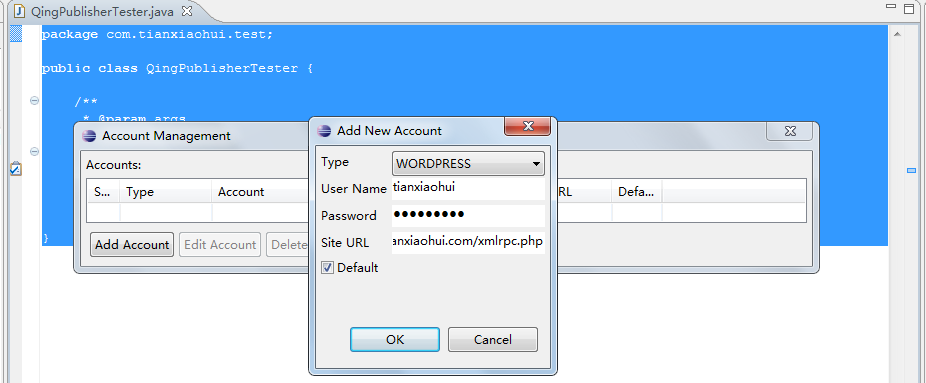 QingPublisherTester.java
package com.tianxiaohui.test;
public class QingPublisherTester {
/**
* @param args
Account Management
Accounts:
S... Type Account RL Defa...
Add Account Edit Account Delete
}
Add New Account
Type WORDPRESS
User Name tianxiaohui
Password ●●●●●●●●●
Site URL anxiaohui.com/xmlrpc.php
Default
OK Cancel